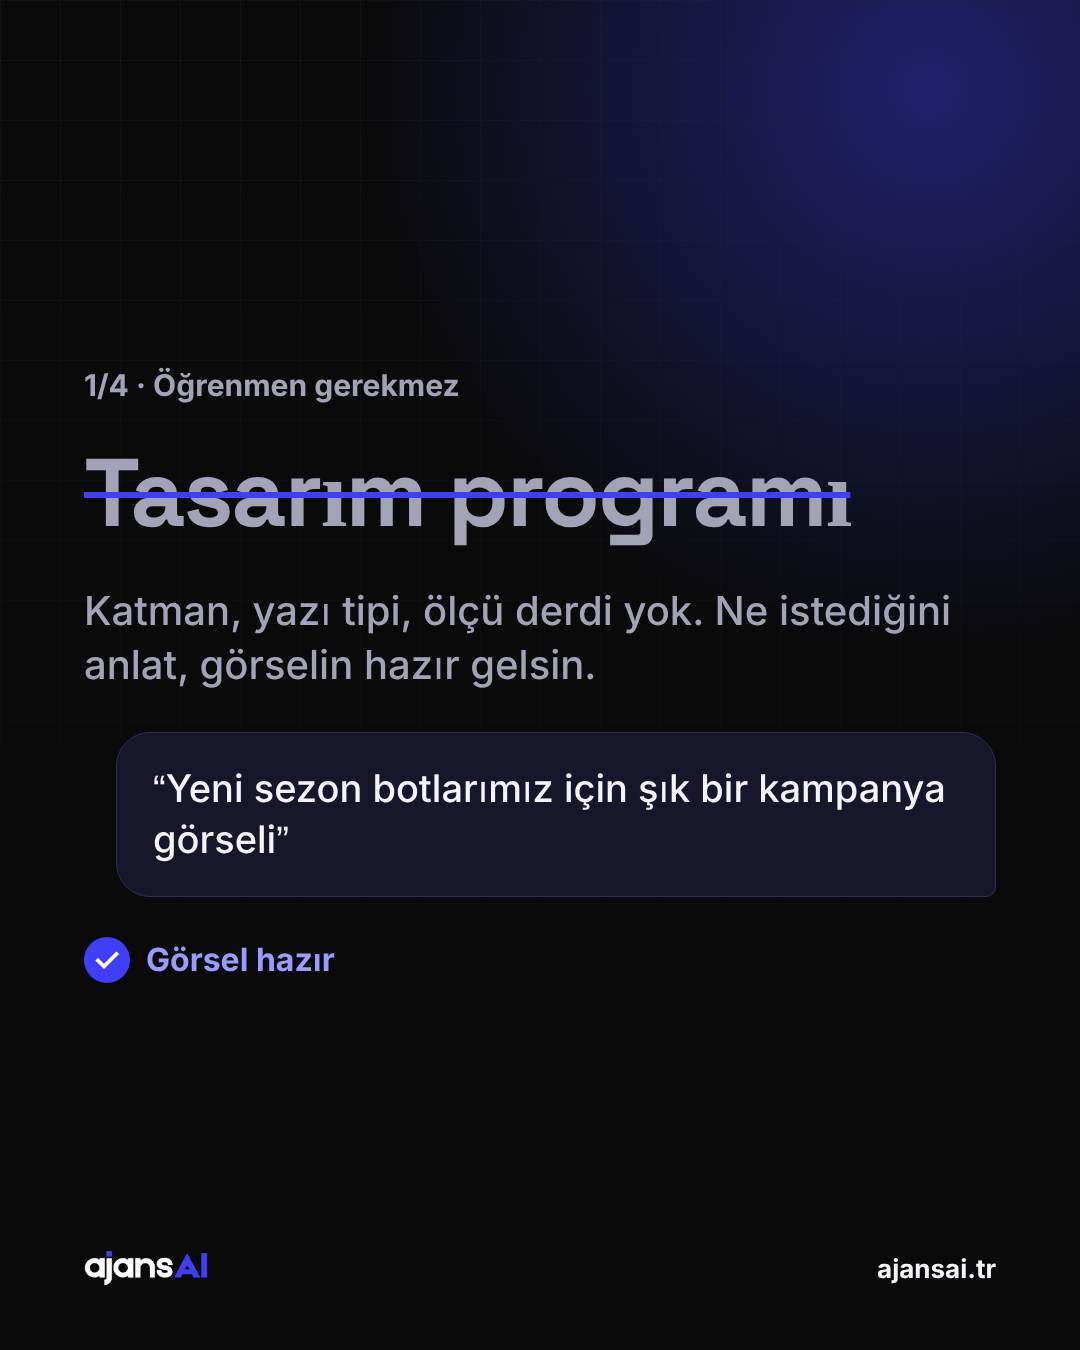 1/4 · Öğrenmen gerekmez
Tasarım programı
Katman, yazı tipi, ölçü derdi yok. Ne istediğini
anlat, görselin hazır gelsin.
“Yeni sezon botlarımız için şık bir kampanya
görseli”
Görsel hazır
ajansAI
ajansai.tr